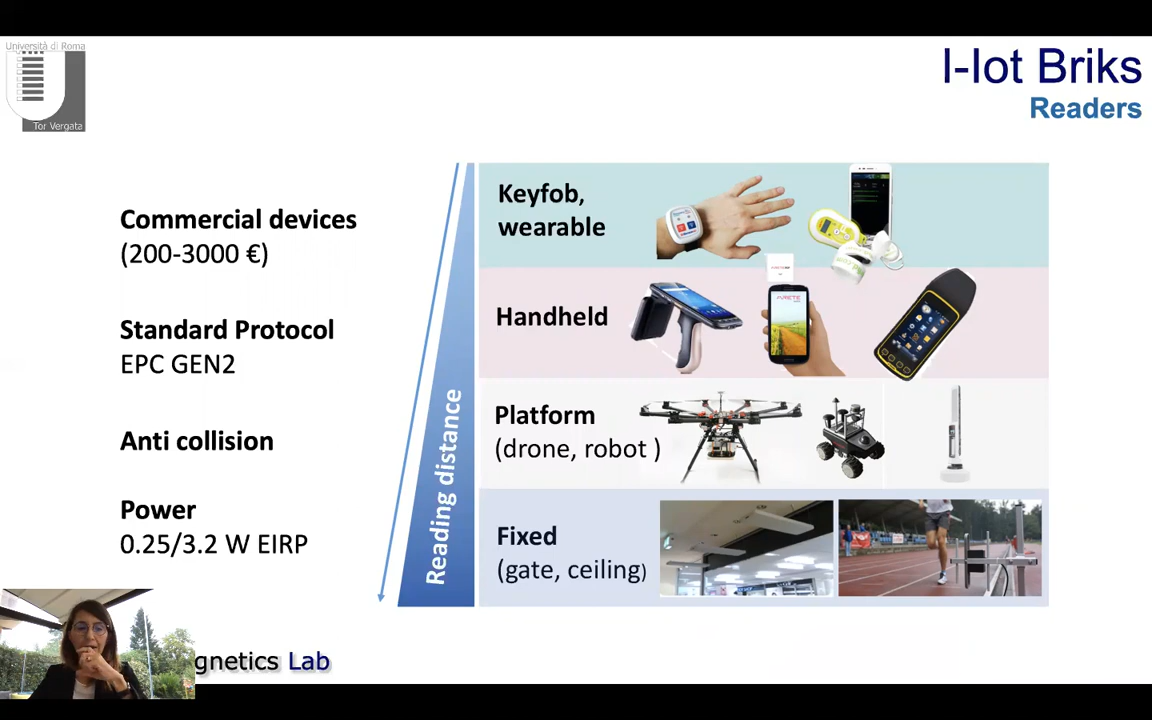 Università di Roma
Tor Vergata
I-Iot Briks
Readers
Commercial devices
(200-3000 €)
Standard Protocol
EPC GEN2
Anti collision
Power
0.25/3.2 W EIRP
Reading distance
Keyfob,
wearable
Handheld
Platform
(drone, robot )
Fixed
(gate, ceiling)
gnetics Lab